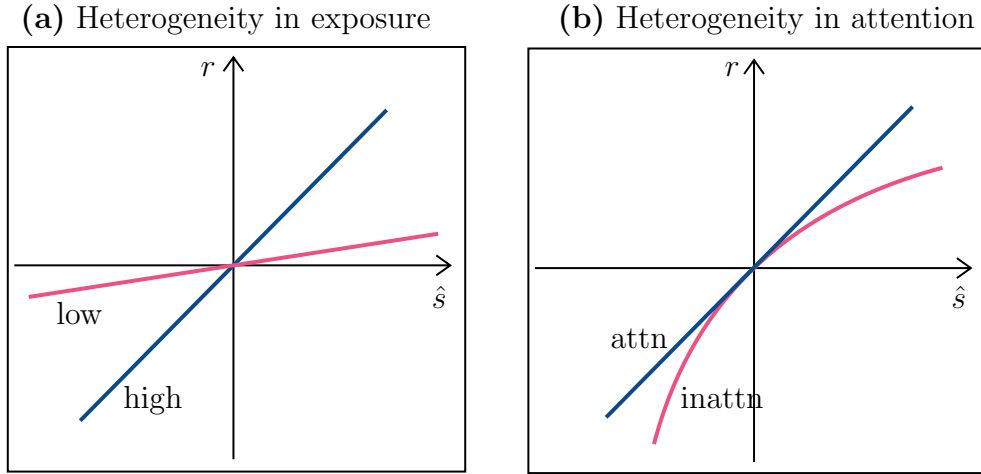 (a) Heterogeneity in exposure
r
ŝ
low
high
(b) Heterogeneity in attention
r
ŝ
attn
inattn